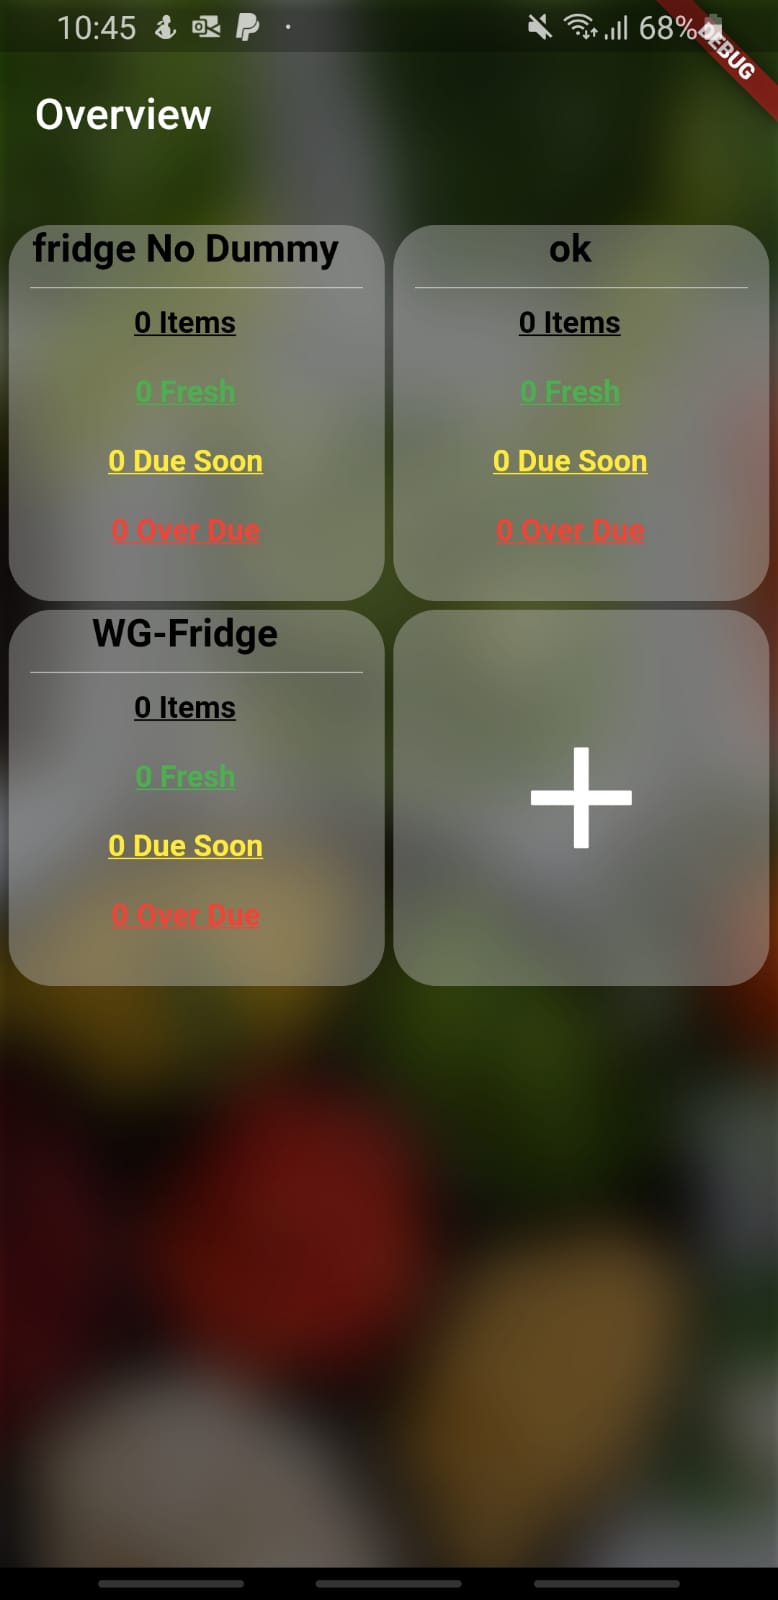 10:45
68%
DEBUG
Overview
fridge No Dummy
0 Items
0 Fresh
0 Due Soon
0 Over Due
ok
0 Items
0 Fresh
0 Due Soon
0 Over Due
WG-Fridge
0 Items
0 Fresh
0 Due Soon
0 Over Due